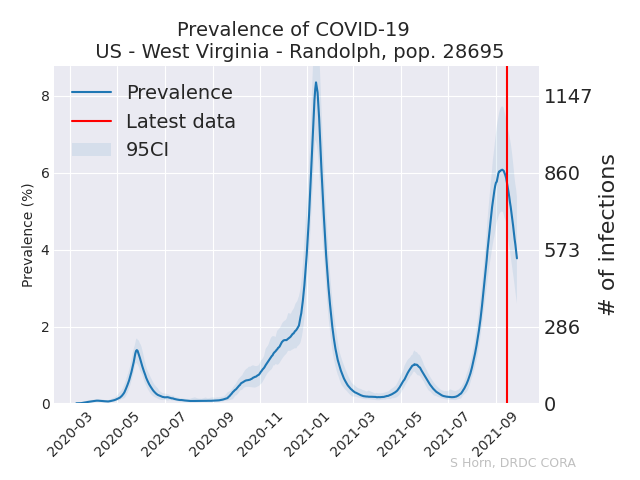 Prevalence of COVID-19
US - West Virginia - Randolph, pop. 28695
Prevalence
Latest data
95CI
Prevalence (%)
8
6
4
2
0
1147
860
573
286
0
# of infections
2020-03
2020-05
2020-07
2020-09
2020-11
2021-01
2021-03
2021-05
2021-07
2021-09
S Horn, DRDC CORA